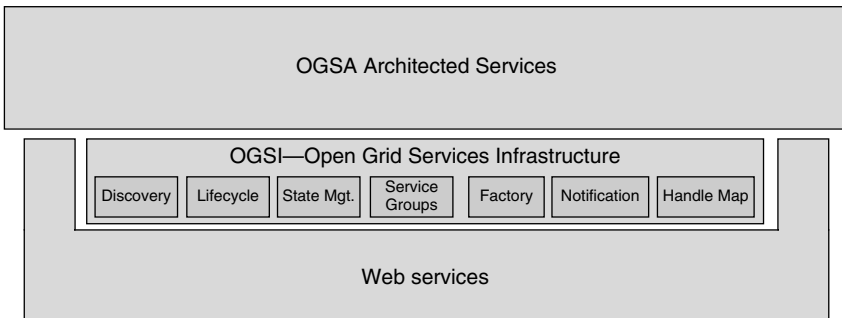 OGSA Architected Services
OGSI—Open Grid Services Infrastructure
Discovery
Lifecycle
State Mgt.
Service
Groups
Factory
Notification
Handle Map
Web services